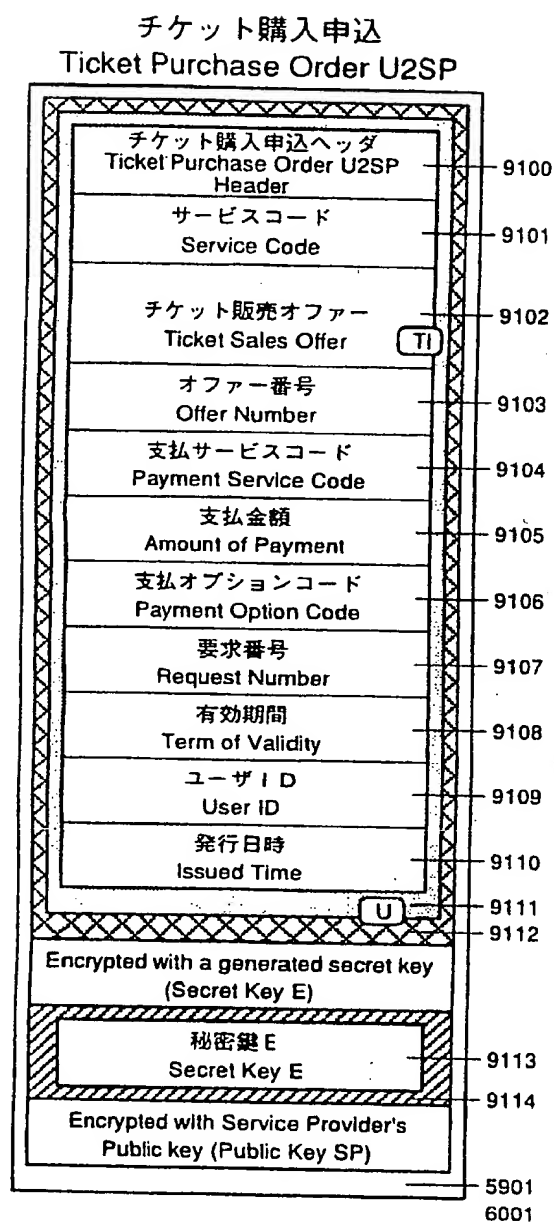 チケット購入申込
Ticket Purchase Order U2SP
チケット購入申込ヘッダ
Ticket Purchase Order U2SP
Header
9100
サービスコード
Service Code
9101
チケット販売オファー
Ticket Sales Offer
TI
9102
オファー番号
Offer Number
9103
支払サービスコード
Payment Service Code
9104
支払金額
Amount of Payment
9105
支払オプションコード
Payment Option Code
9106
要求番号
Request Number
9107
有効期間
Term of Validity
9108
ユーザID
User ID
9109
発行日時
Issued Time
9110
U
9111
9112
Encrypted with a generated secret key
(Secret Key E)
秘密鍵E
Secret Key E
9113
9114
Encrypted with Service Provider's
Public key (Public Key SP)
5901
6001